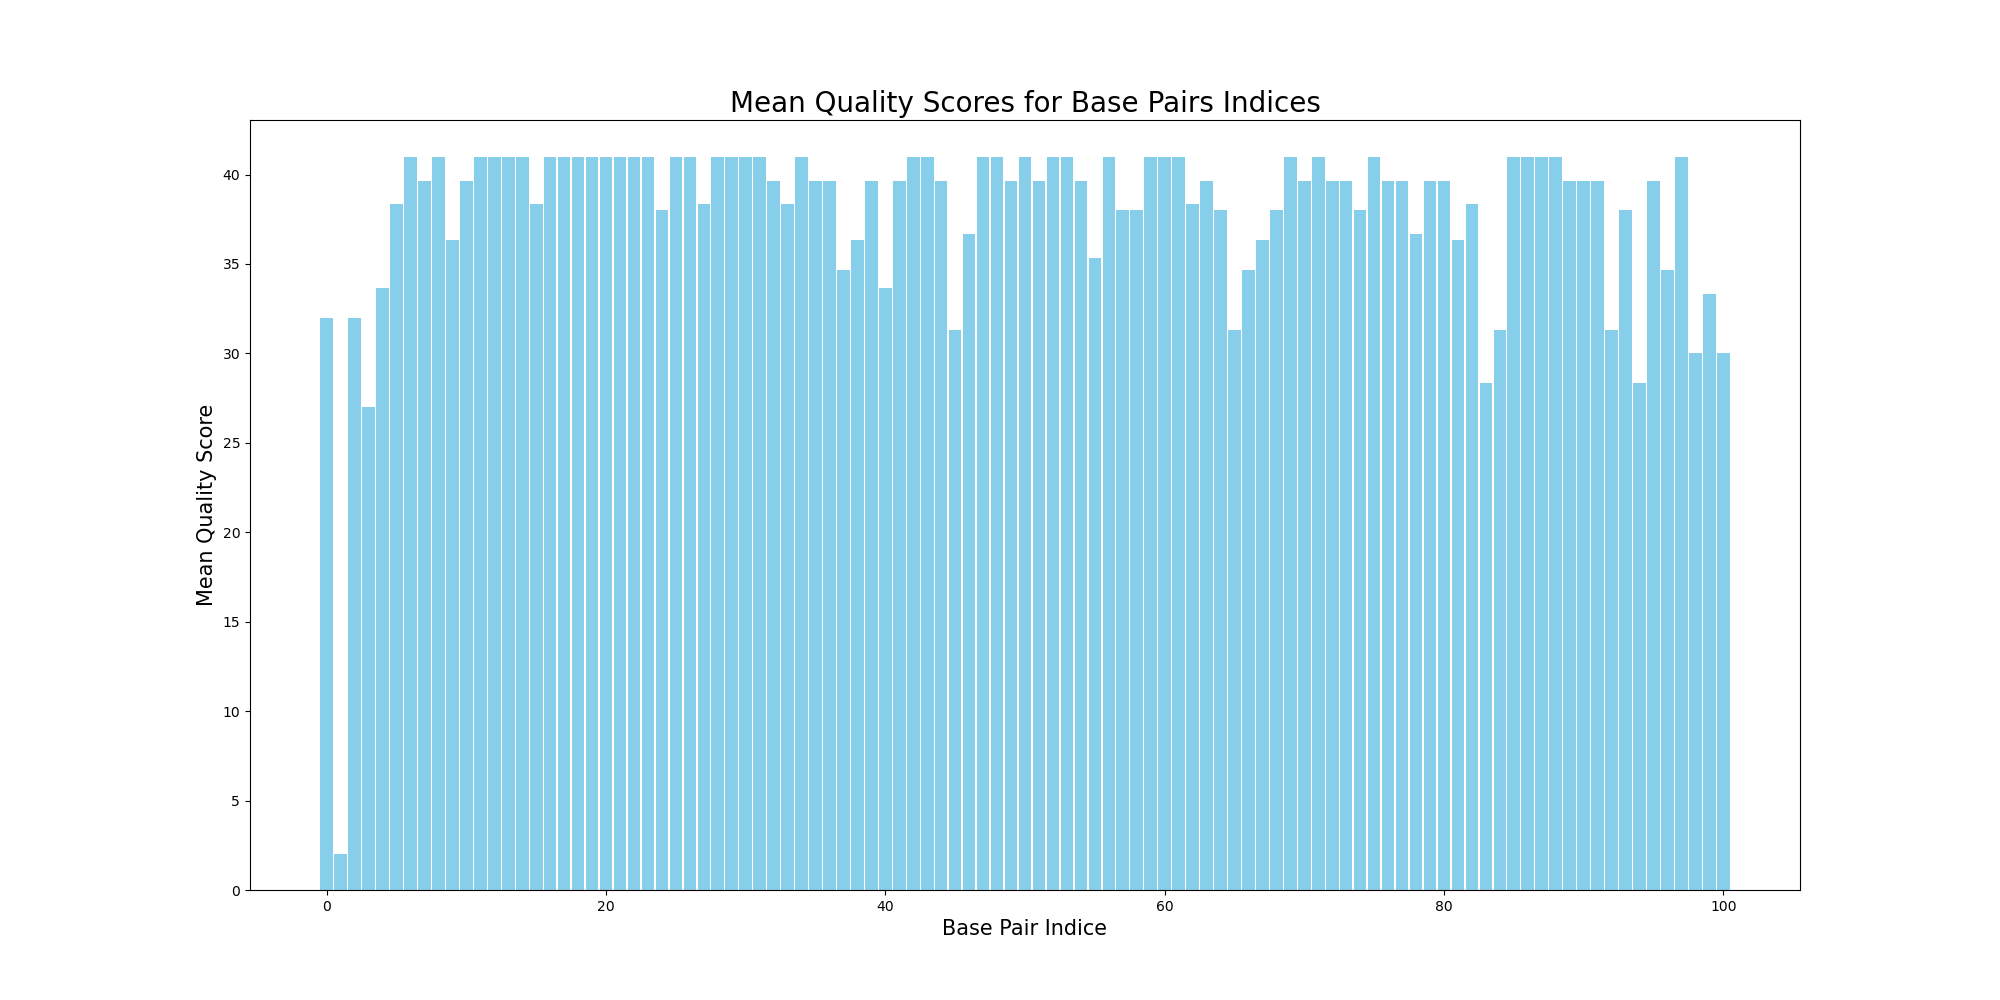 Mean Quality Scores for Base Pairs Indices
Mean Quality Score
40
35
30
25
20
15
10
5
0
0 20 40 60 80 100
Base Pair Indice